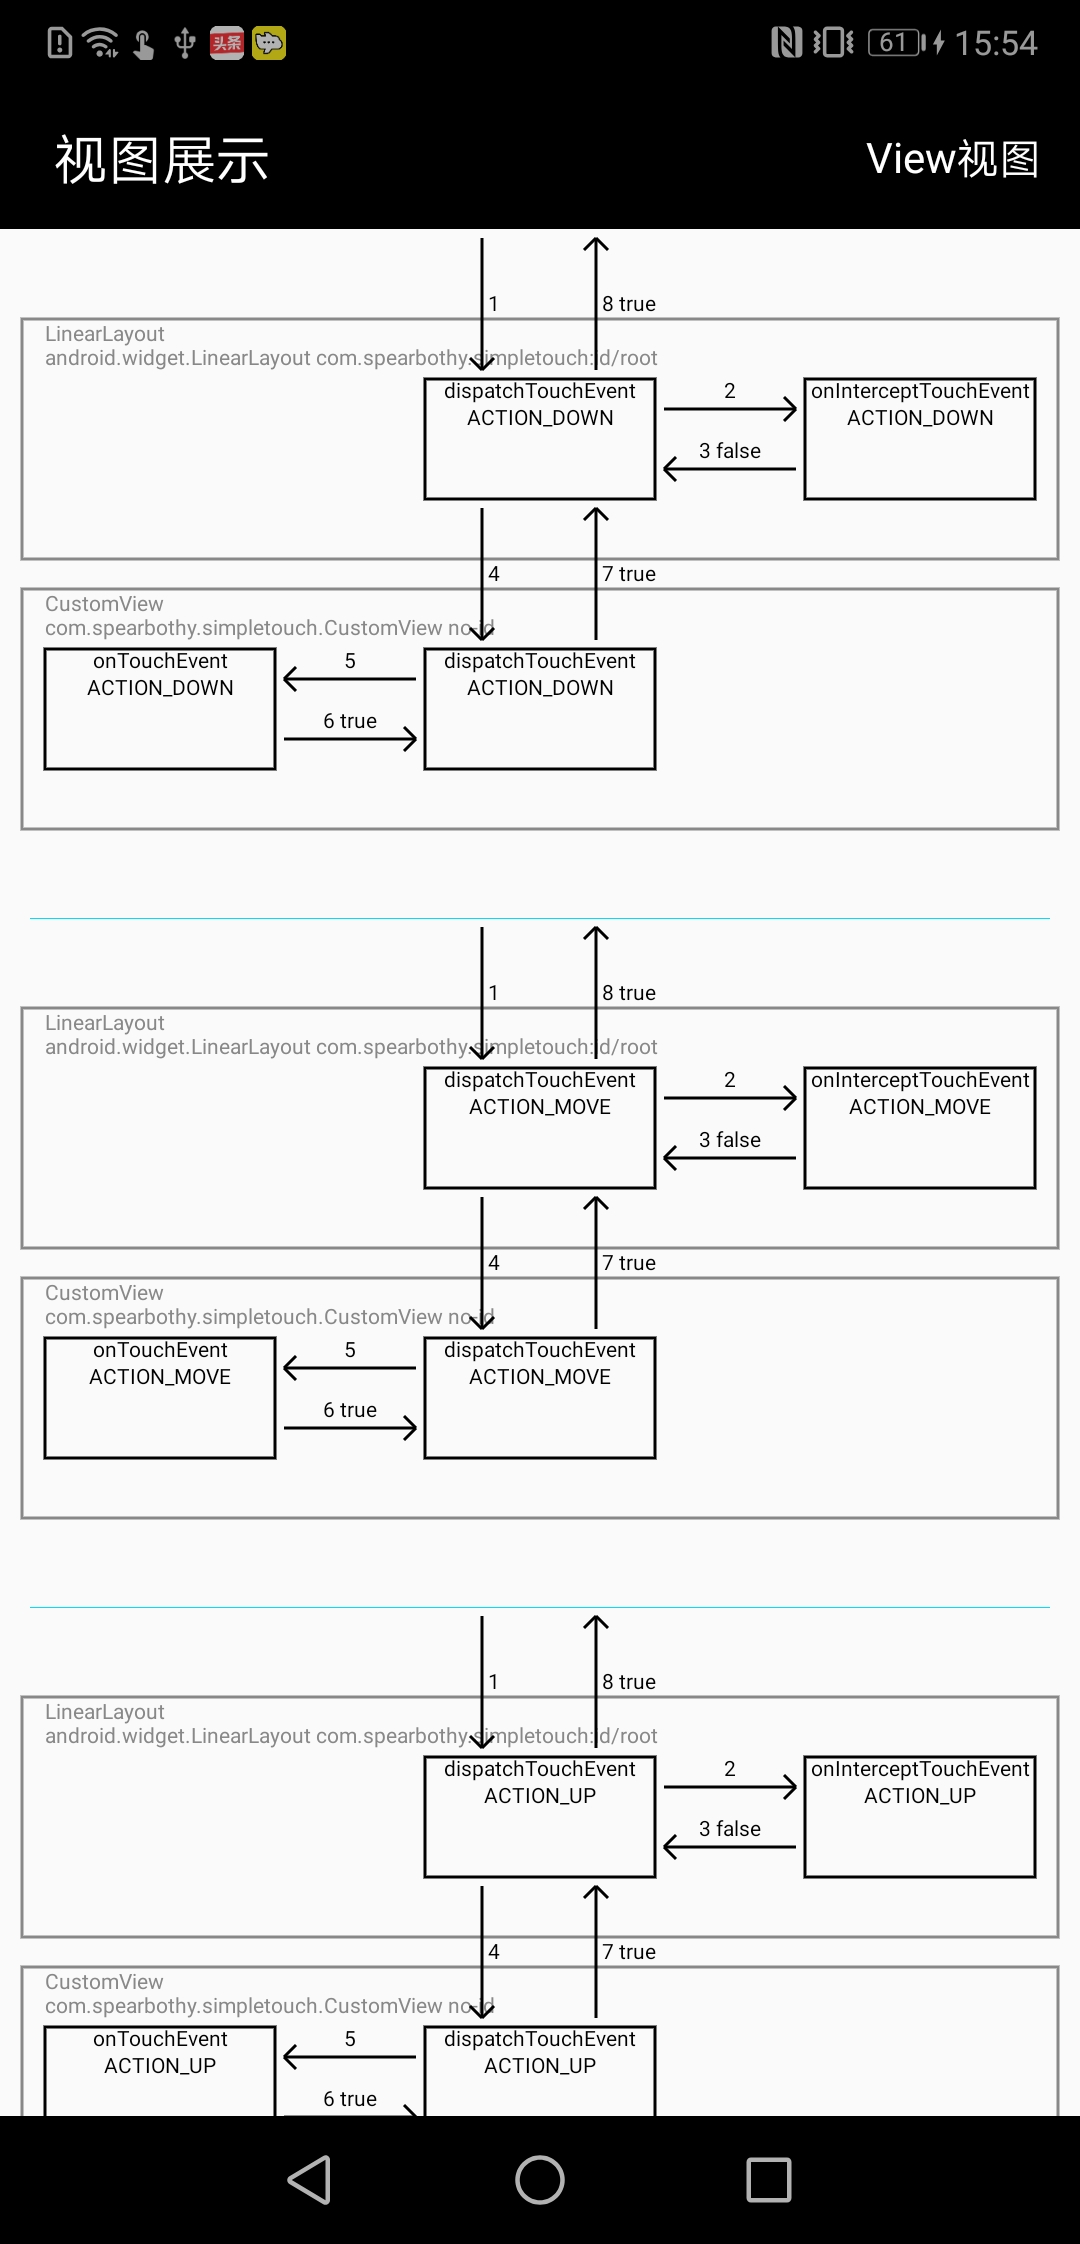 头条
61
15:54
视图展示
View视图
1
8 true
LinearLayout
android.widget.LinearLayout com.spearbothy.simpletouch:id/root
dispatchTouchEvent
ACTION_DOWN
2
3 false
onInterceptTouchEvent
ACTION_DOWN
4
7 true
CustomView
com.spearbothy.simpletouch.CustomView no-id
onTouchEvent
ACTION_DOWN
5
6 true
dispatchTouchEvent
ACTION_DOWN
1
8 true
LinearLayout
android.widget.LinearLayout com.spearbothy.simpletouch:id/root
dispatchTouchEvent
ACTION_MOVE
2
3 false
onInterceptTouchEvent
ACTION_MOVE
4
7 true
CustomView
com.spearbothy.simpletouch.CustomView no-id
onTouchEvent
ACTION_MOVE
5
6 true
dispatchTouchEvent
ACTION_MOVE
1
8 true
LinearLayout
android.widget.LinearLayout com.spearbothy.simpletouch:id/root
dispatchTouchEvent
ACTION_UP
2
3 false
onInterceptTouchEvent
ACTION_UP
4
7 true
CustomView
com.spearbothy.simpletouch.CustomView no-id
onTouchEvent
ACTION_UP
5
6 true
dispatchTouchEvent
ACTION_UP